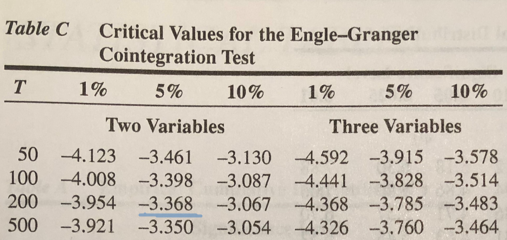 Table C Critical Values for the Engle–Granger
Cointegration Test
T 1% 5% 10% 1% 5% 10%
Two Variables Three Variables
50 –4.123 –3.461 –3.130 –4.592 –3.915 –3.578
100 –4.008 –3.398 –3.087 –4.441 –3.828 –3.514
200 –3.954 –3.368 –3.067 –4.368 –3.785 –3.483
500 –3.921 –3.350 –3.054 –4.326 –3.760 –3.464